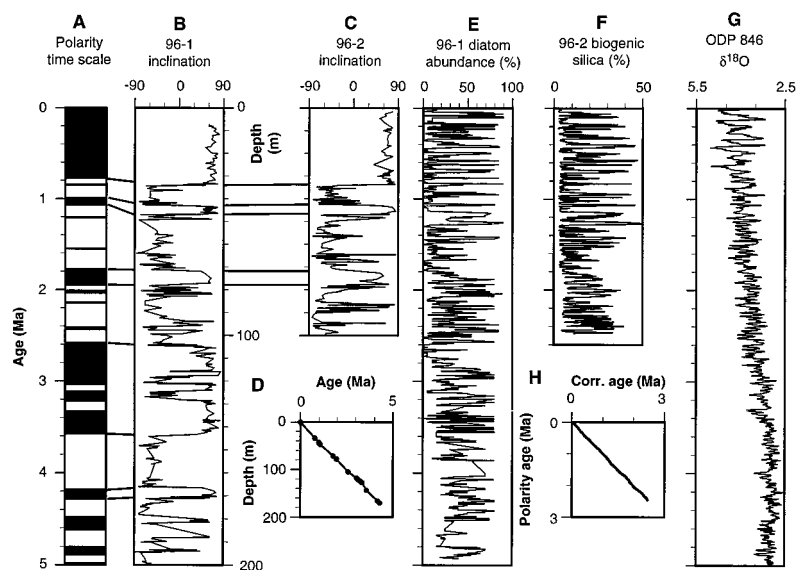 A B C E F G
Polarity time scale
96-1 inclination
96-2 inclination
96-1 diatom abundance (%)
96-2 biogenic silica (%)
ODP 846 δ18O
-90 0 90
-90 0 90
0 50 100
0 50
5.5 2.5
Age (Ma)
0
1
2
3
4
5
Depth (m)
0
100
200
D
Age (Ma)
0 5
Depth (m)
0
100
200
H
Corr. age (Ma)
0 3
Polarity age (Ma)
0
3